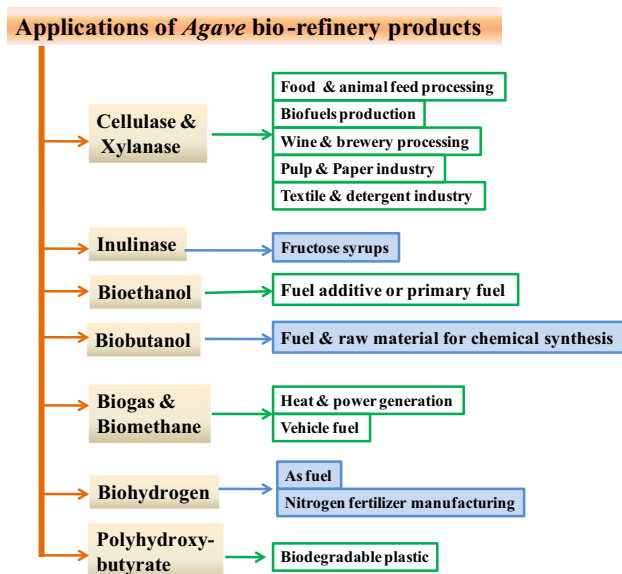 Applications of Agave bio-refinery products
Cellulase &
Xylanase
Food & animal feed processing
Biofuels production
Wine & brewery processing
Pulp & Paper industry
Textile & detergent industry
Inulinase
Fructose syrups
Bioethanol
Fuel additive or primary fuel
Biobutanol
Fuel & raw material for chemical synthesis
Biogas &
Biomethane
Heat & power generation
Vehicle fuel
Biohydrogen
As fuel
Nitrogen fertilizer manufacturing
Polyhydroxy-
butyrate
Biodegradable plastic